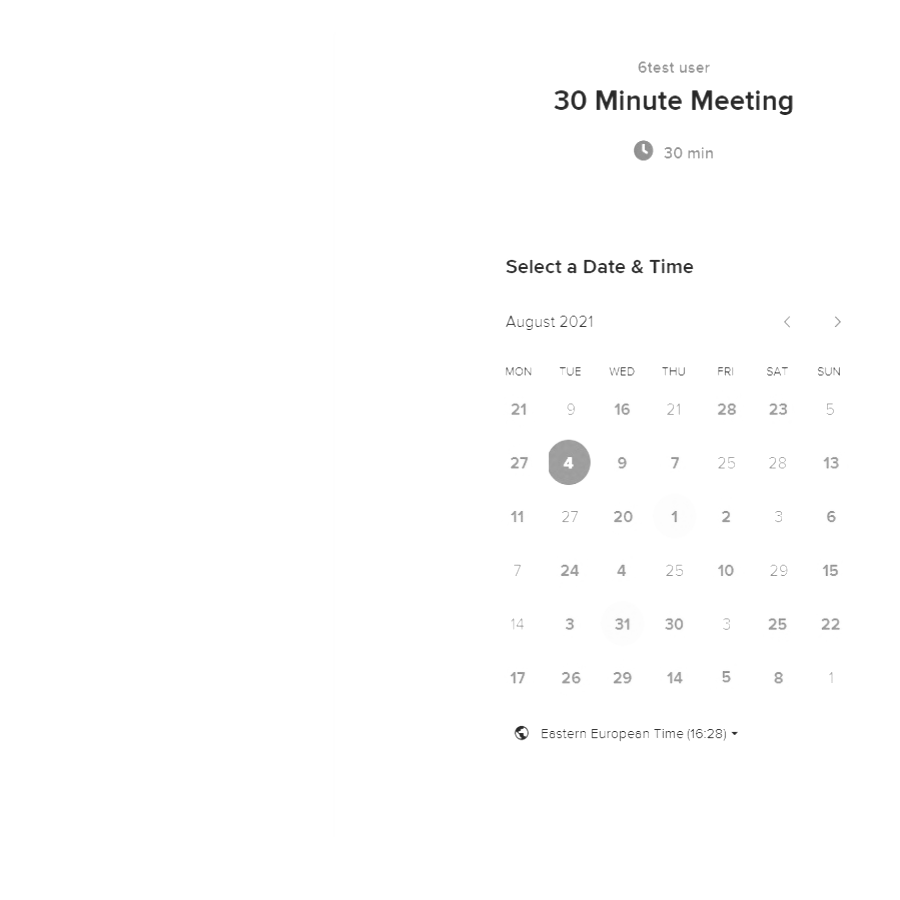 6test user
30 Minute Meeting
30 min
Select a Date & Time
August 2021
MON TUE WED THU FRI SAT SUN
21 9 16 21 28 23 5
27 4 9 7 25 28 13
11 27 20 1 2 3 6
7 24 4 25 10 29 15
14 3 31 30 3 25 22
17 26 29 14 5 8 1
Eastern European Time (16:28)